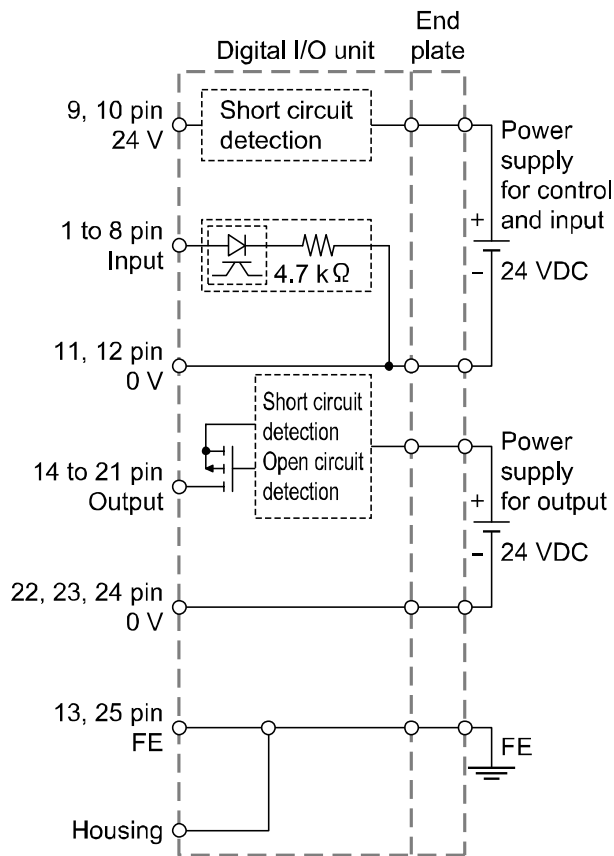 Digital I/O unit
End
plate
9, 10 pin
24 V
Short circuit
detection
Power
supply
for control
and input
+
−
24 VDC
1 to 8 pin
Input
4.7 kΩ
11, 12 pin
0 V
Short circuit
detection
Open circuit
detection
14 to 21 pin
Output
Power
supply
for output
+
−
24 VDC
22, 23, 24 pin
0 V
13, 25 pin
FE
FE
Housing